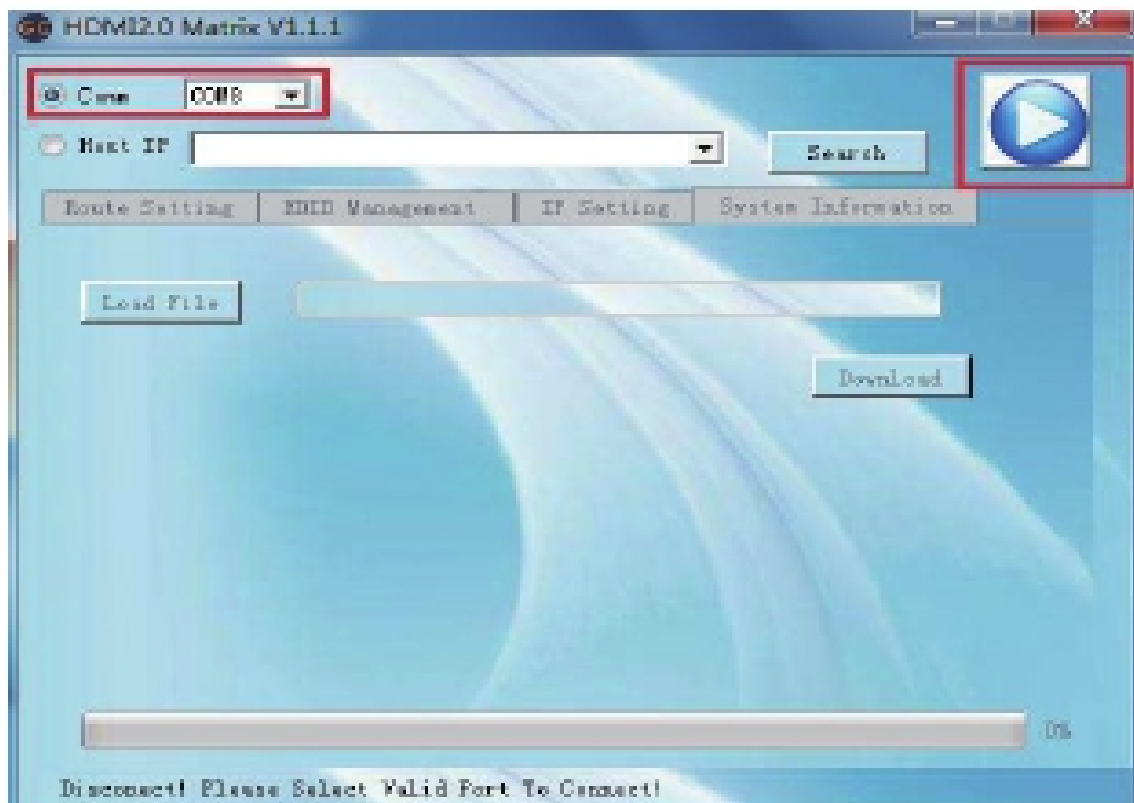 HDMI2.0 Matrix V1.1.1
Comm COM8
Host IP Search
Route Setting EDID Management IP Setting System Information
Load File
Download
0%
Disconnect! Please Select Valid Port To Connect!